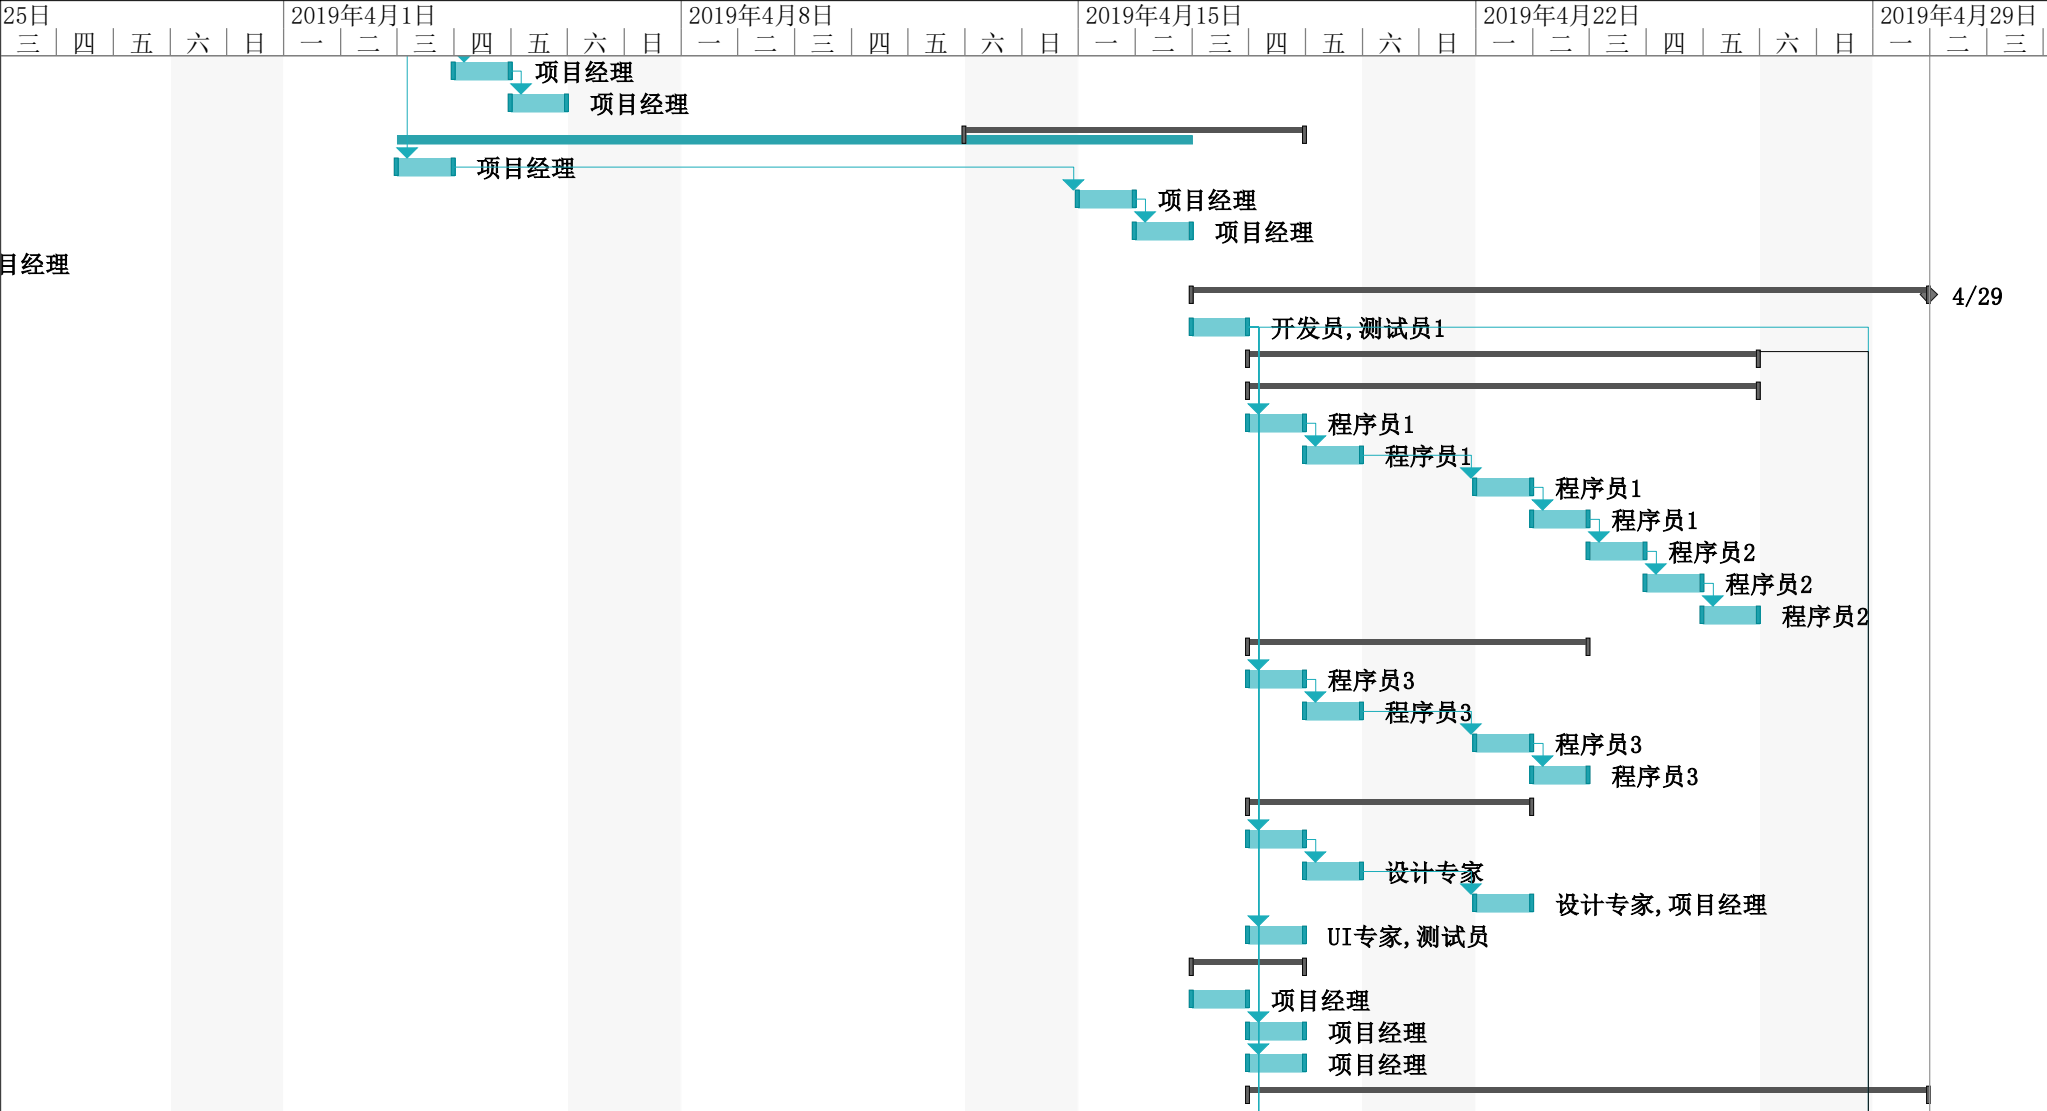 25日 2019年4月1日 2019年4月8日 2019年4月15日 2019年4月22日 2019年4月29日
三 四 五 六 日 一 二 三 四 五 六 日 一 二 三 四 五 六 日 一 二 三 四 五 六 日 一 二 三 四 五 六 日 一 二 三
项目经理
项目经理
项目经理
项目经理
项目经理
目经理
4/29
开发员,测试员1
程序员1
程序员1
程序员1
程序员1
程序员2
程序员2
程序员2
程序员3
程序员3
程序员3
程序员3
设计专家
设计专家,项目经理
UI专家,测试员
项目经理
项目经理
项目经理